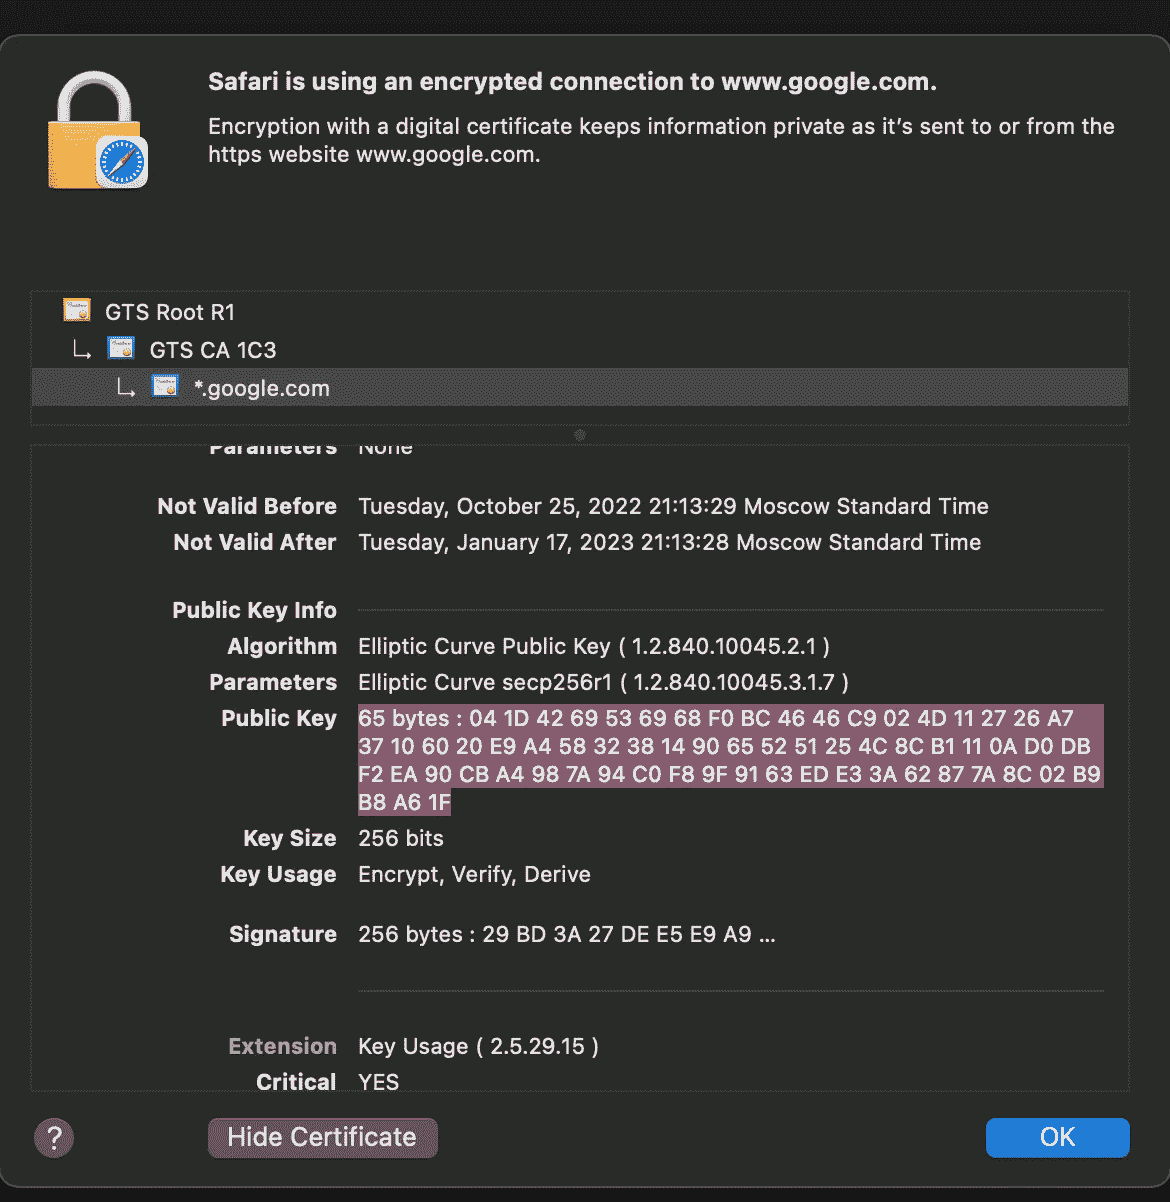 Safari is using an encrypted connection to www.google.com.
Encryption with a digital certificate keeps information private as it’s sent to or from the
https website www.google.com.
GTS Root R1
GTS CA 1C3
*.google.com
Parameters None
Not Valid Before Tuesday, October 25, 2022 21:13:29 Moscow Standard Time
Not Valid After Tuesday, January 17, 2023 21:13:28 Moscow Standard Time
Public Key Info
Algorithm Elliptic Curve Public Key ( 1.2.840.10045.2.1 )
Parameters Elliptic Curve secp256r1 ( 1.2.840.10045.3.1.7 )
Public Key 65 bytes : 04 1D 42 69 53 69 68 F0 BC 46 46 C9 02 4D 11 27 26 A7
37 10 60 20 E9 A4 58 32 38 14 90 65 52 51 25 4C 8C B1 11 0A D0 DB
F2 EA 90 CB A4 98 7A 94 C0 F8 9F 91 63 ED E3 3A 62 87 7A 8C 02 B9
B8 A6 1F
Key Size 256 bits
Key Usage Encrypt, Verify, Derive
Signature 256 bytes : 29 BD 3A 27 DE E5 E9 A9 ...
Extension Key Usage ( 2.5.29.15 )
Critical YES
? Hide Certificate OK